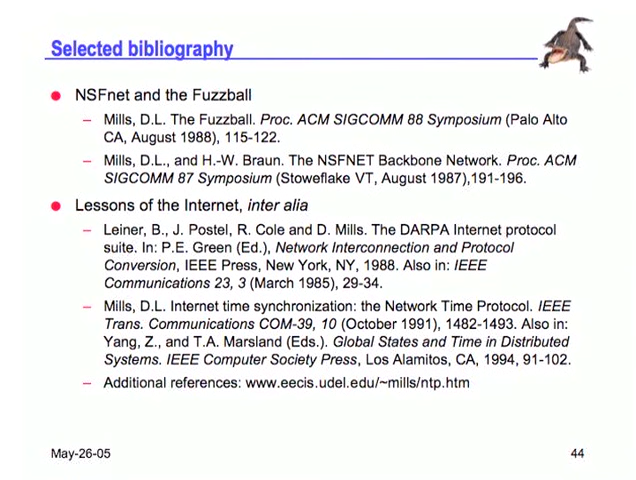 Selected bibliography
● NSFnet and the Fuzzball
– Mills, D.L. The Fuzzball. Proc. ACM SIGCOMM 88 Symposium (Palo Alto
CA, August 1988), 115-122.
– Mills, D.L., and H.-W. Braun. The NSFNET Backbone Network. Proc. ACM
SIGCOMM 87 Symposium (Stoweflake VT, August 1987),191-196.
● Lessons of the Internet, inter alia
– Leiner, B., J. Postel, R. Cole and D. Mills. The DARPA Internet protocol
suite. In: P.E. Green (Ed.), Network Interconnection and Protocol
Conversion, IEEE Press, New York, NY, 1988. Also in: IEEE
Communications 23, 3 (March 1985), 29-34.
– Mills, D.L. Internet time synchronization: the Network Time Protocol. IEEE
Trans. Communications COM-39, 10 (October 1991), 1482-1493. Also in:
Yang, Z., and T.A. Marsland (Eds.). Global States and Time in Distributed
Systems. IEEE Computer Society Press, Los Alamitos, CA, 1994, 91-102.
– Additional references: www.eecis.udel.edu/~mills/ntp.htm
May-26-05
44